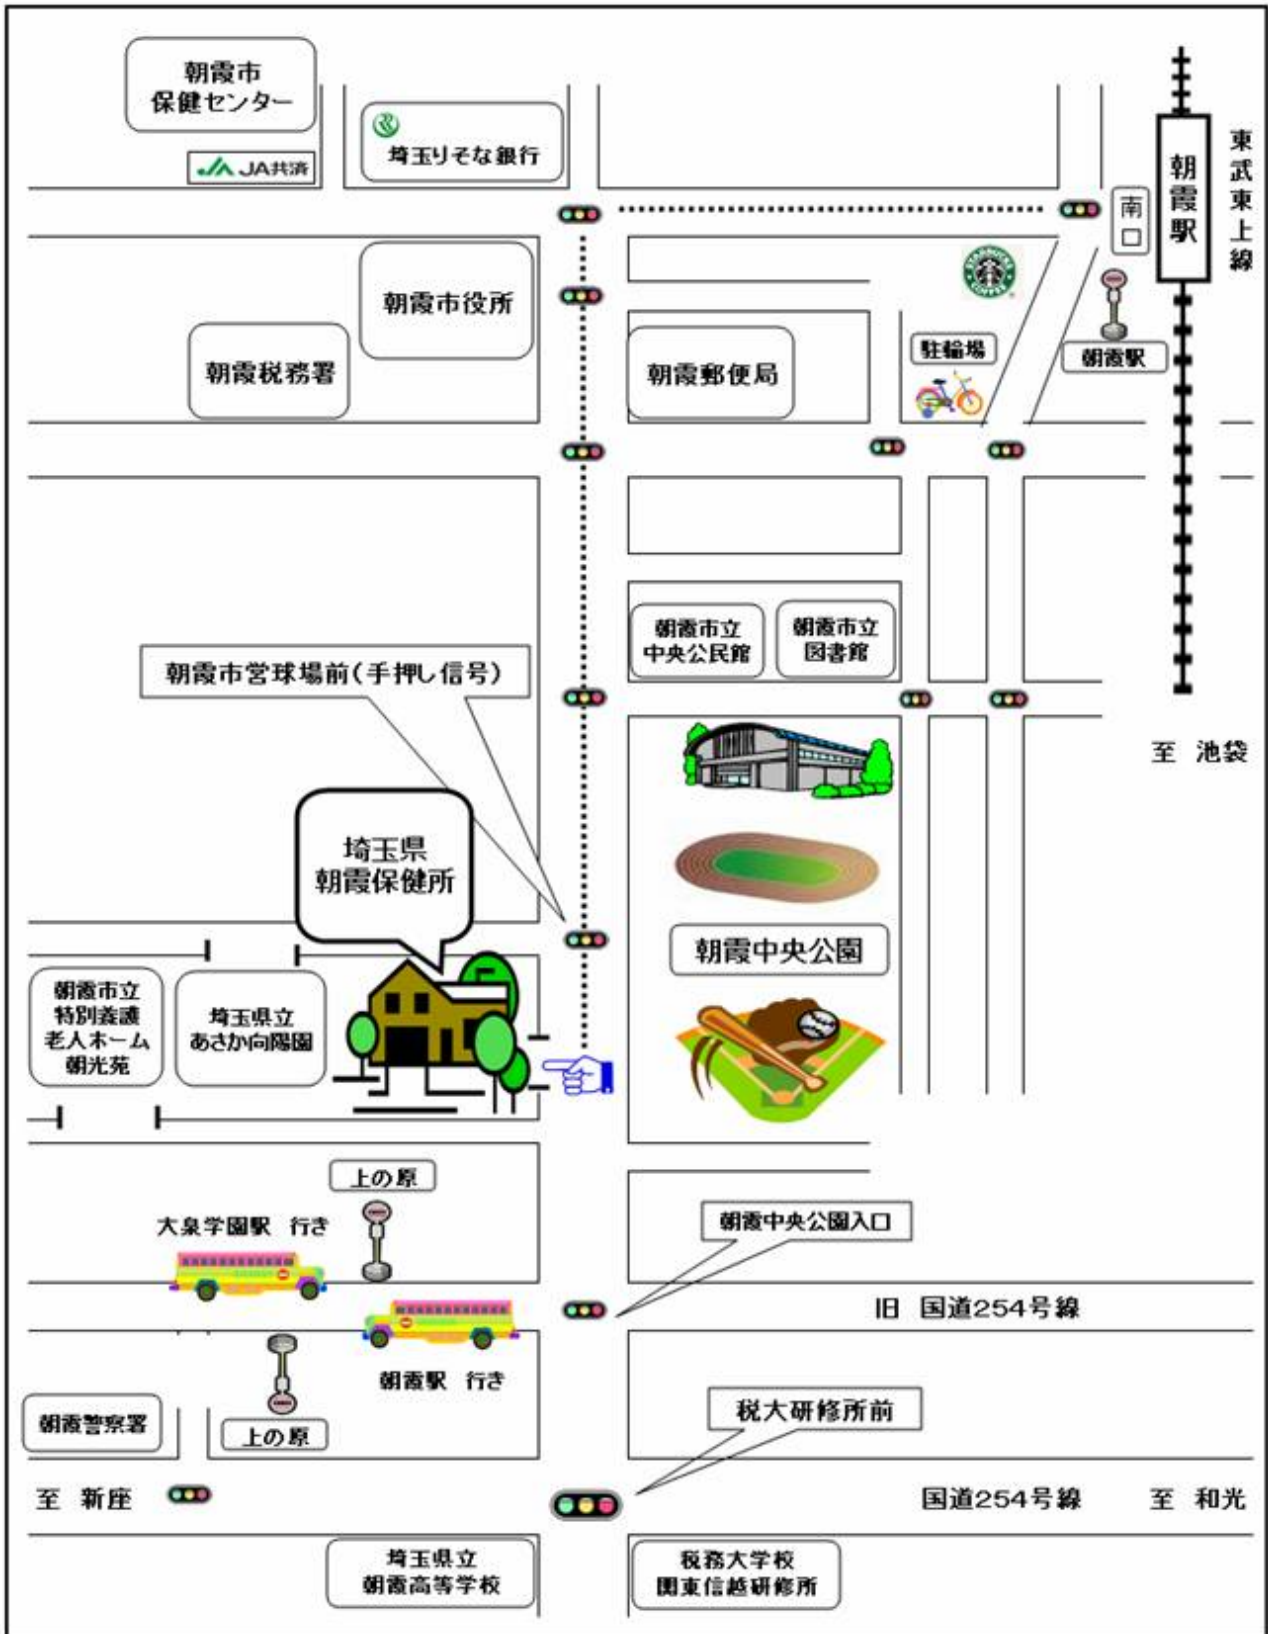 朝霞市
保健センター
JA共済
埼玉りそな銀行
朝霞駅
東武東上線
南口
STARBUCKS
COFFEE
朝霞市役所
朝霞税務署
朝霞郵便局
駐輪場
朝霞駅
朝霞市立
中央公民館
朝霞市立
図書館
朝霞市営球場前(手押し信号)
至 池袋
埼玉県
朝霞保健所
朝霞中央公園
朝霞市立
特別養護
老人ホーム
朝光苑
埼玉県立
あさか向陽園
上の原
大泉学園駅 行き
朝霞中央公園入口
旧 国道254号線
朝霞駅 行き
朝霞警察署
上の原
税大研修所前
至 新座
国道254号線
至 和光
埼玉県立
朝霞高等学校
税務大学校
関東信越研修所